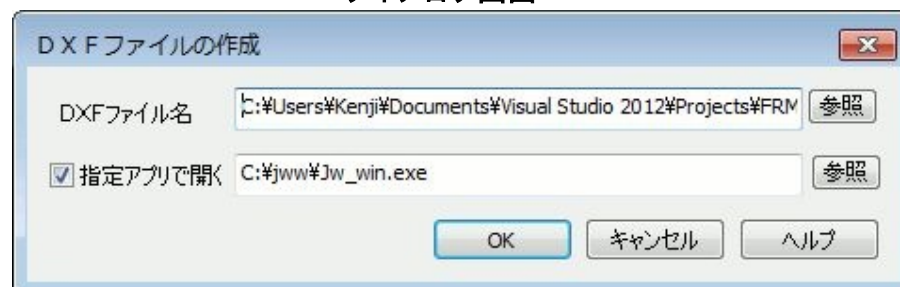 DXFファイルの作成
DXFファイル名 C:¥Users¥Kenji¥Documents¥Visual Studio 2012¥Projects¥FRM 参照
指定アプリで開く C:¥jww¥Jw_win.exe 参照
OK キャンセル ヘルプ